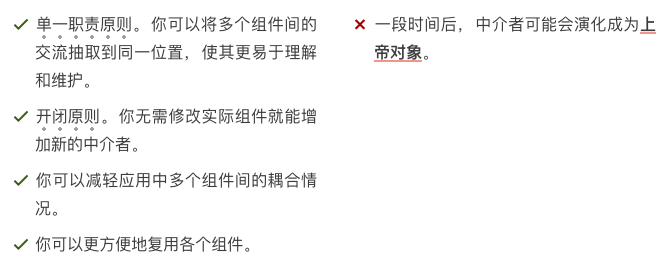 单一职责原则。你可以将多个组件间的
交流抽取到同一位置，使其更易于理解
和维护。
开闭原则。你无需修改实际组件就能增
加新的中介者。
你可以减轻应用中多个组件间的耦合情
况。
你可以更方便地复用各个组件。
一段时间后，中介者可能会演化成为上
帝对象。